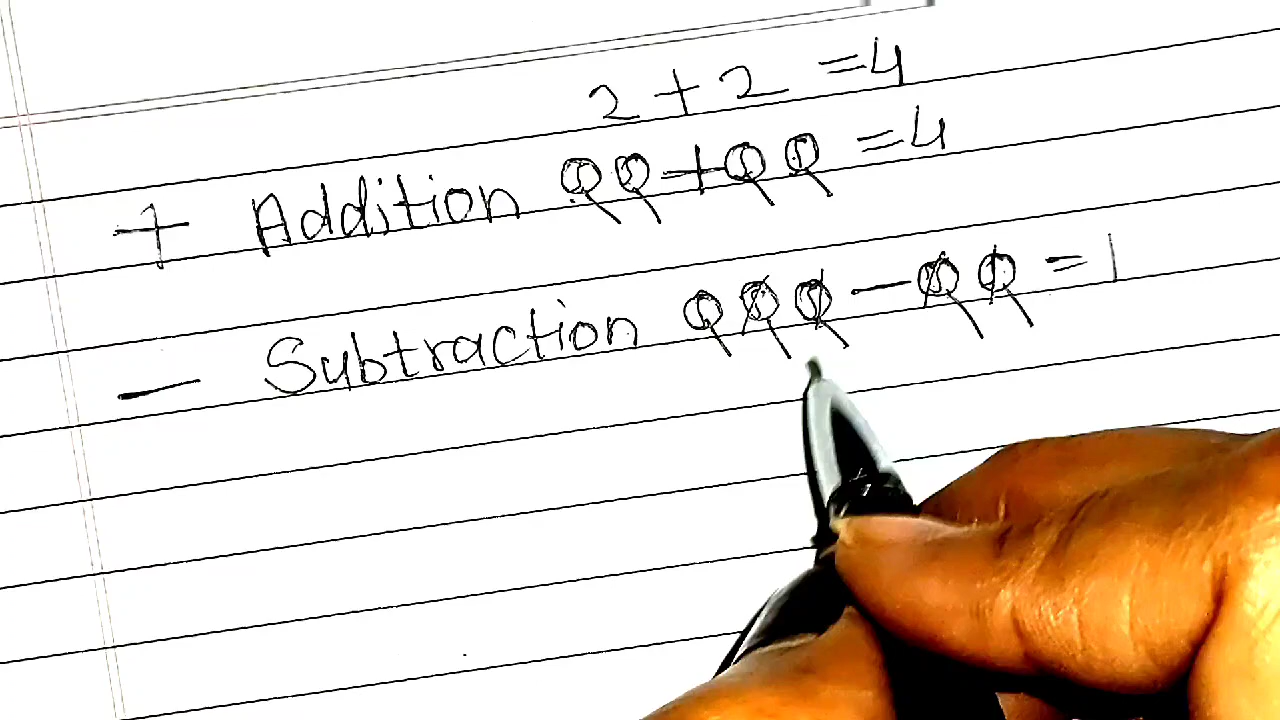 2 + 2 = 4
+ Addition + = 4
− Subtraction − = 1